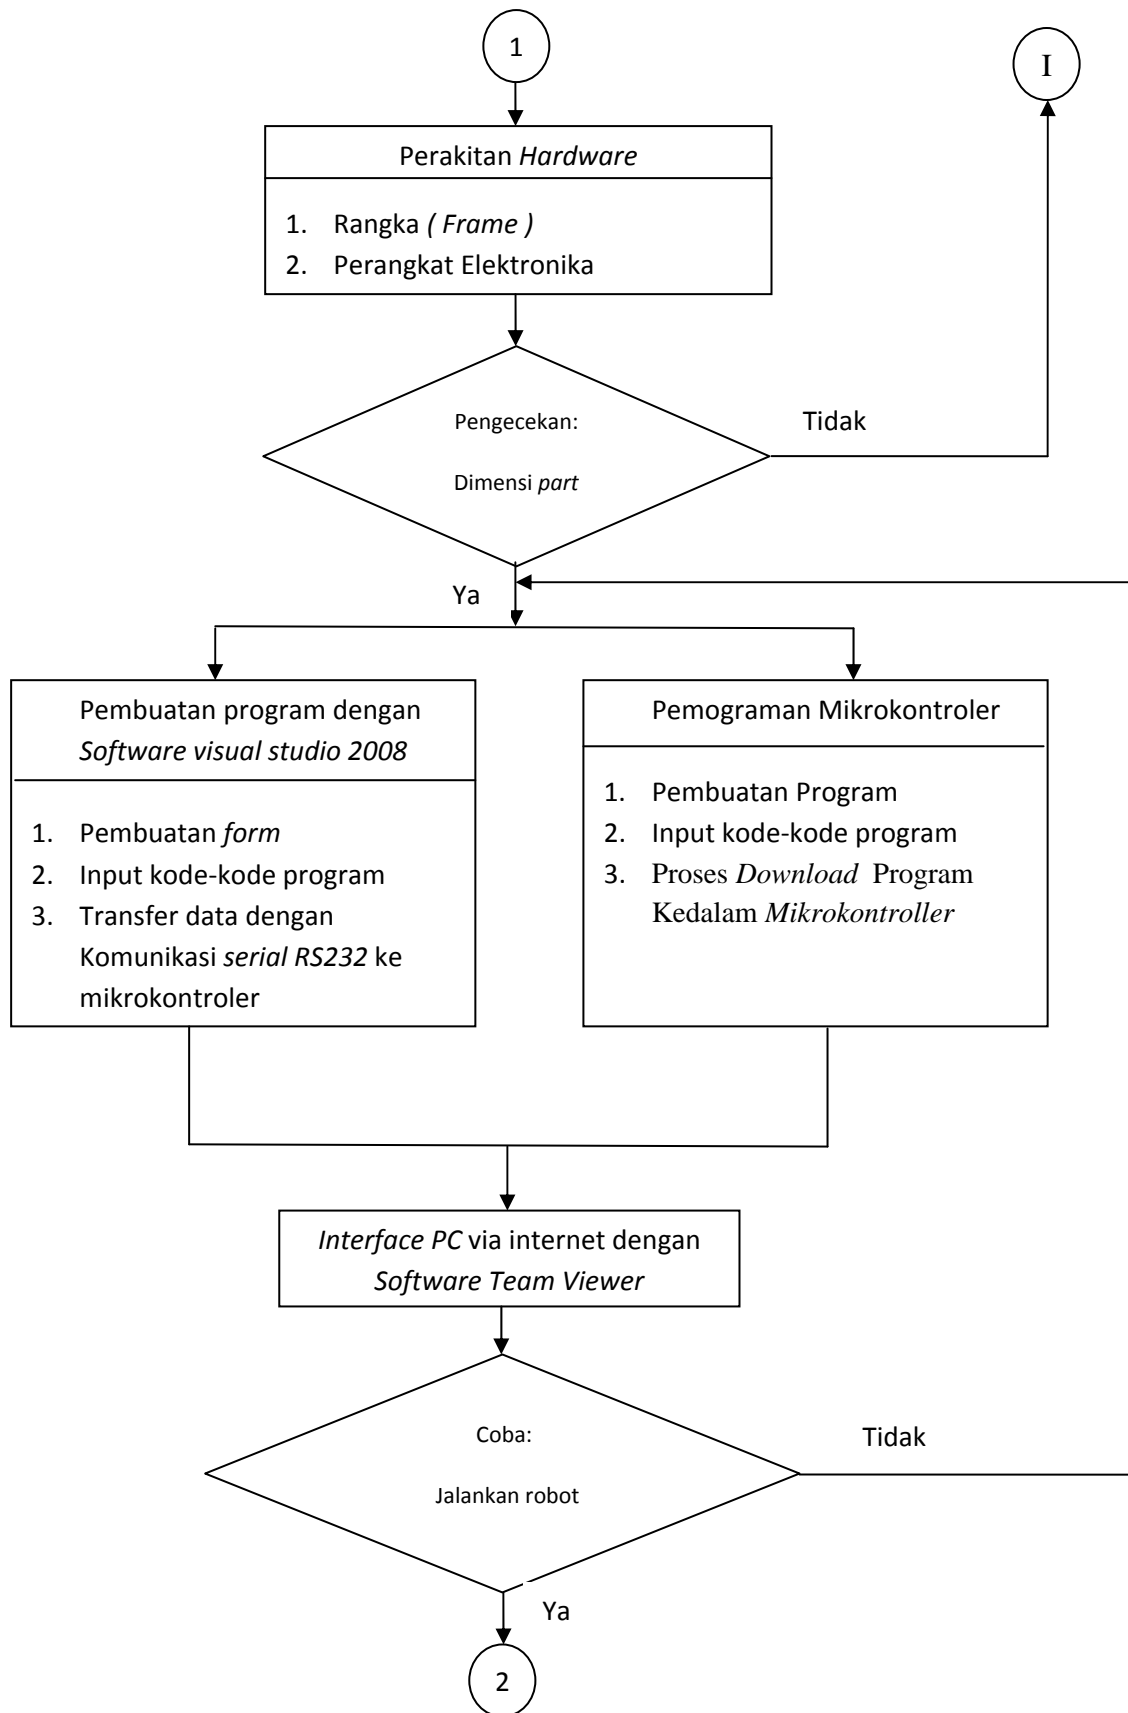 1
I
Perakitan Hardware
1. Rangka ( Frame )
2. Perangkat Elektronika
Pengecekan:
Dimensi part
Tidak
Ya
Pembuatan program dengan
Software visual studio 2008
1. Pembuatan form
2. Input kode-kode program
3. Transfer data dengan
Komunikasi serial RS232 ke
mikrokontroler
Pemograman Mikrokontroler
1. Pembuatan Program
2. Input kode-kode program
3. Proses Download Program
Kedalam Mikrokontroller
Interface PC via internet dengan
Software Team Viewer
Coba:
Jalankan robot
Tidak
Ya
2